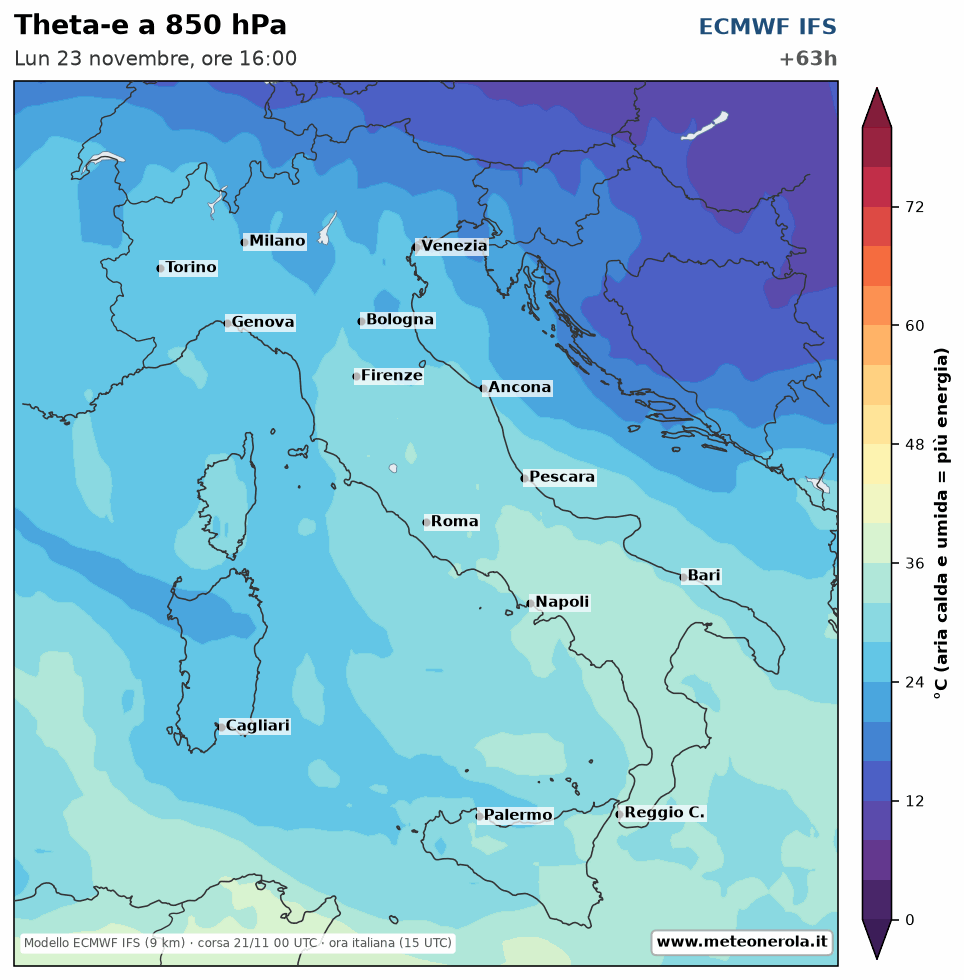 Theta-e a 850 hPa
ECMWF IFS
Lun 23 novembre, ore 16:00
+63h
Milano
Venezia
Torino
Genova
Bologna
Firenze
Ancona
Pescara
Roma
Bari
Napoli
Cagliari
Palermo
Reggio C.
72
60
48
36
24
12
0
°C (aria calda e umida = più energia)
Modello ECMWF IFS (9 km) · corsa 21/11 00 UTC · ora italiana (15 UTC)
www.meteonerola.it